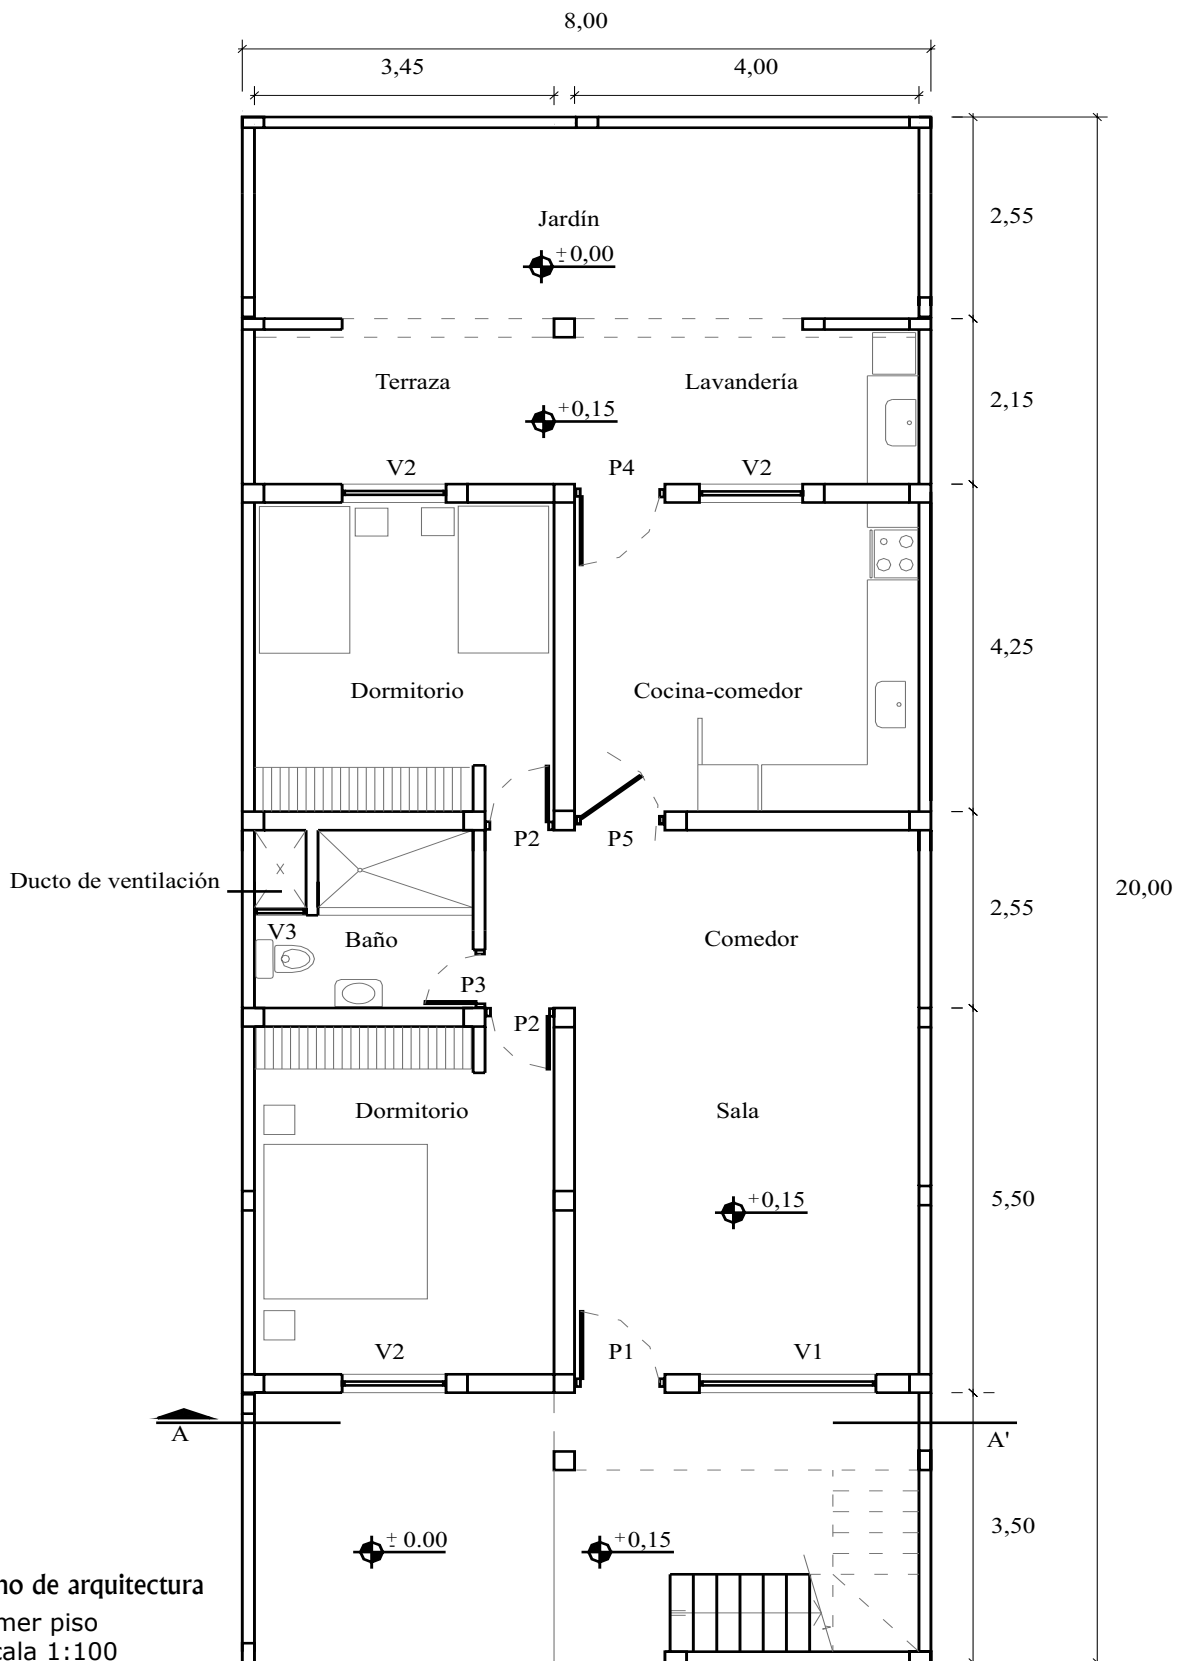 8,00
3,45
4,00
Jardín
±0,00
2,55
Terraza
Lavandería
+0,15
2,15
V2
P4
V2
Dormitorio
Cocina-comedor
4,25
P2
P5
Ducto de ventilación
20,00
V3
Baño
Comedor
2,55
P3
P2
Dormitorio
Sala
+0,15
5,50
V2
P1
V1
A
A'
± 0.00
+0,15
3,50
no de arquitectura
mer piso
cala 1:100
x